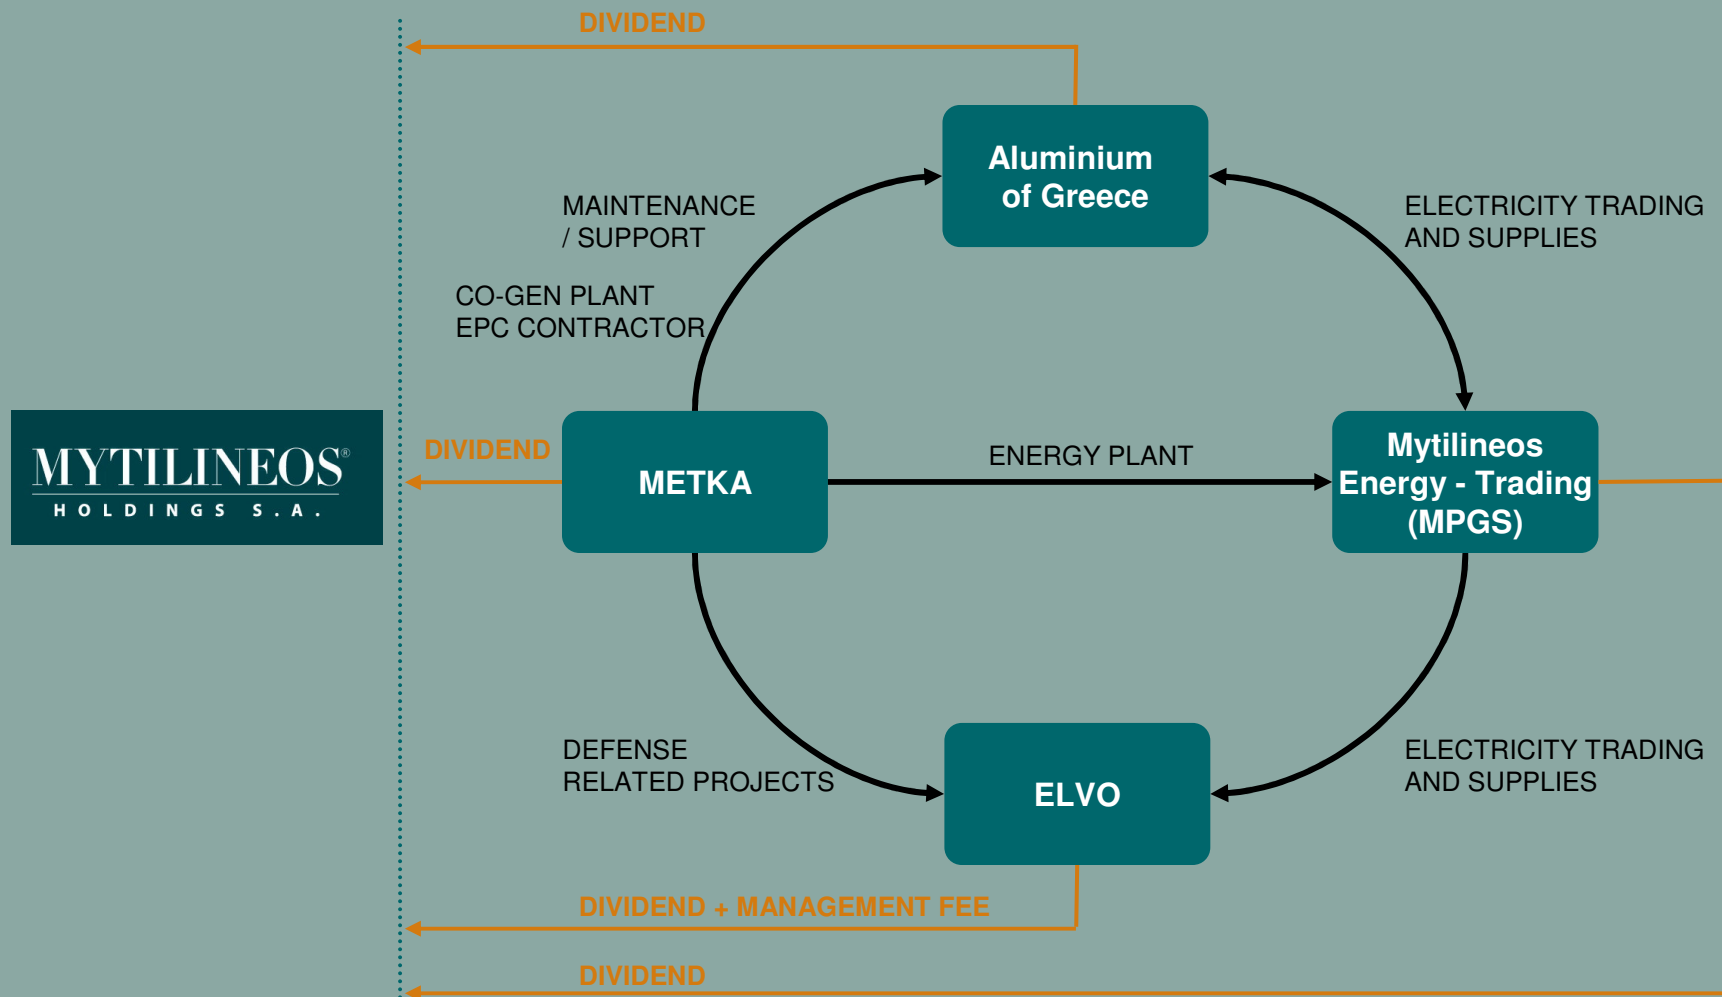 DIVIDEND
Aluminium
of Greece
MAINTENANCE
/ SUPPORT
ELECTRICITY TRADING
AND SUPPLIES
CO-GEN PLANT
EPC CONTRACTOR
MYTILINEOS®
HOLDINGS S.A.
DIVIDEND
METKA
ENERGY PLANT
Mytilineos
Energy - Trading
(MPGS)
DEFENSE
RELATED PROJECTS
ELVO
ELECTRICITY TRADING
AND SUPPLIES
DIVIDEND + MANAGEMENT FEE
DIVIDEND